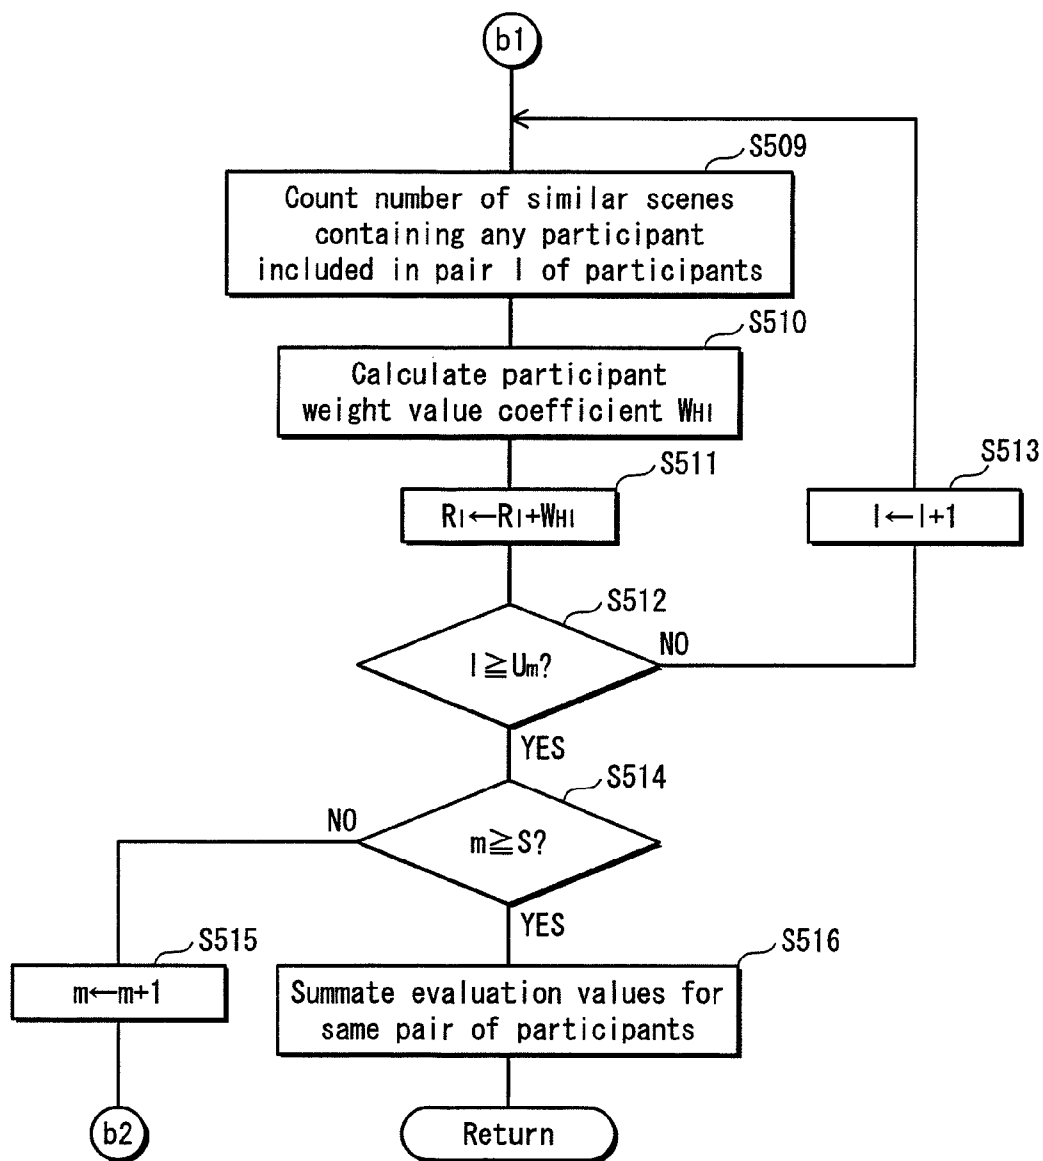 b1
S509
Count number of similar scenes
containing any participant
included in pair l of participants
S510
Calculate participant
weight value coefficient WHl
S511
Rl←Rl+WHl
S513
l←l+1
S512
l≧Um?
NO
YES
S514
m≧S?
NO
YES
S515
m←m+1
S516
Summate evaluation values for
same pair of participants
b2
Return